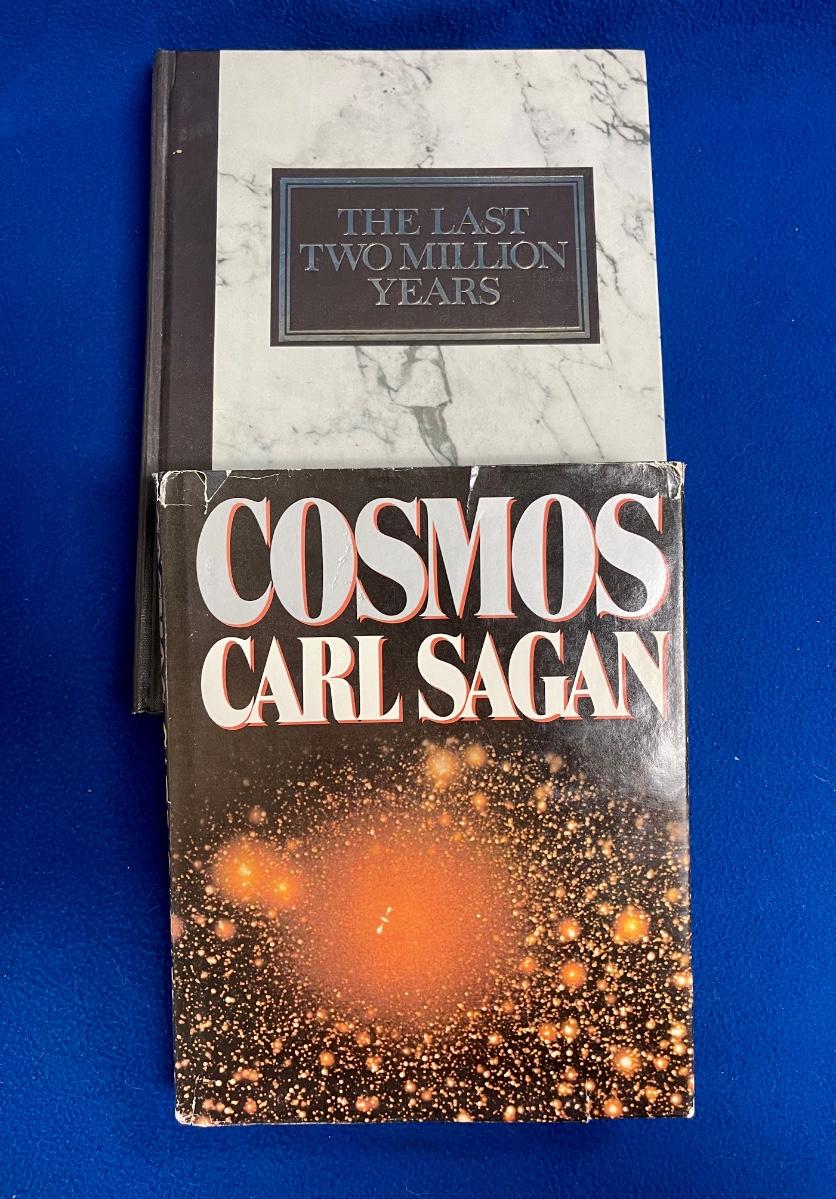 THE LAST
TWO MILLION
YEARS
COSMOS
CARL SAGAN